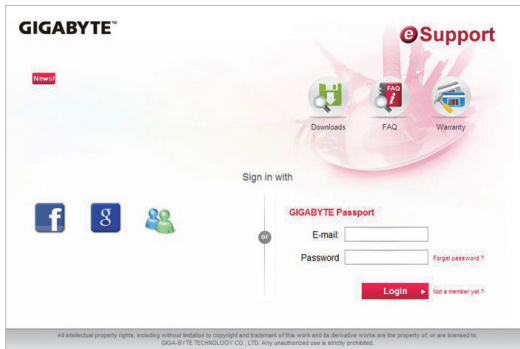 GIGABYTE™
eSupport
News!
FAQ
Downloads
FAQ
Warranty
Sign in with
or
GIGABYTE Passport
E-mail:
Password
Forget password ?
Login
Not a member yet ?
All intellectual property rights, including without limitation to copyright and trademark of this work and its derivative works are the property of, or are licensed to,
GIGA-BYTE TECHNOLOGY CO., LTD. Any unauthorized use is strictly prohibited.